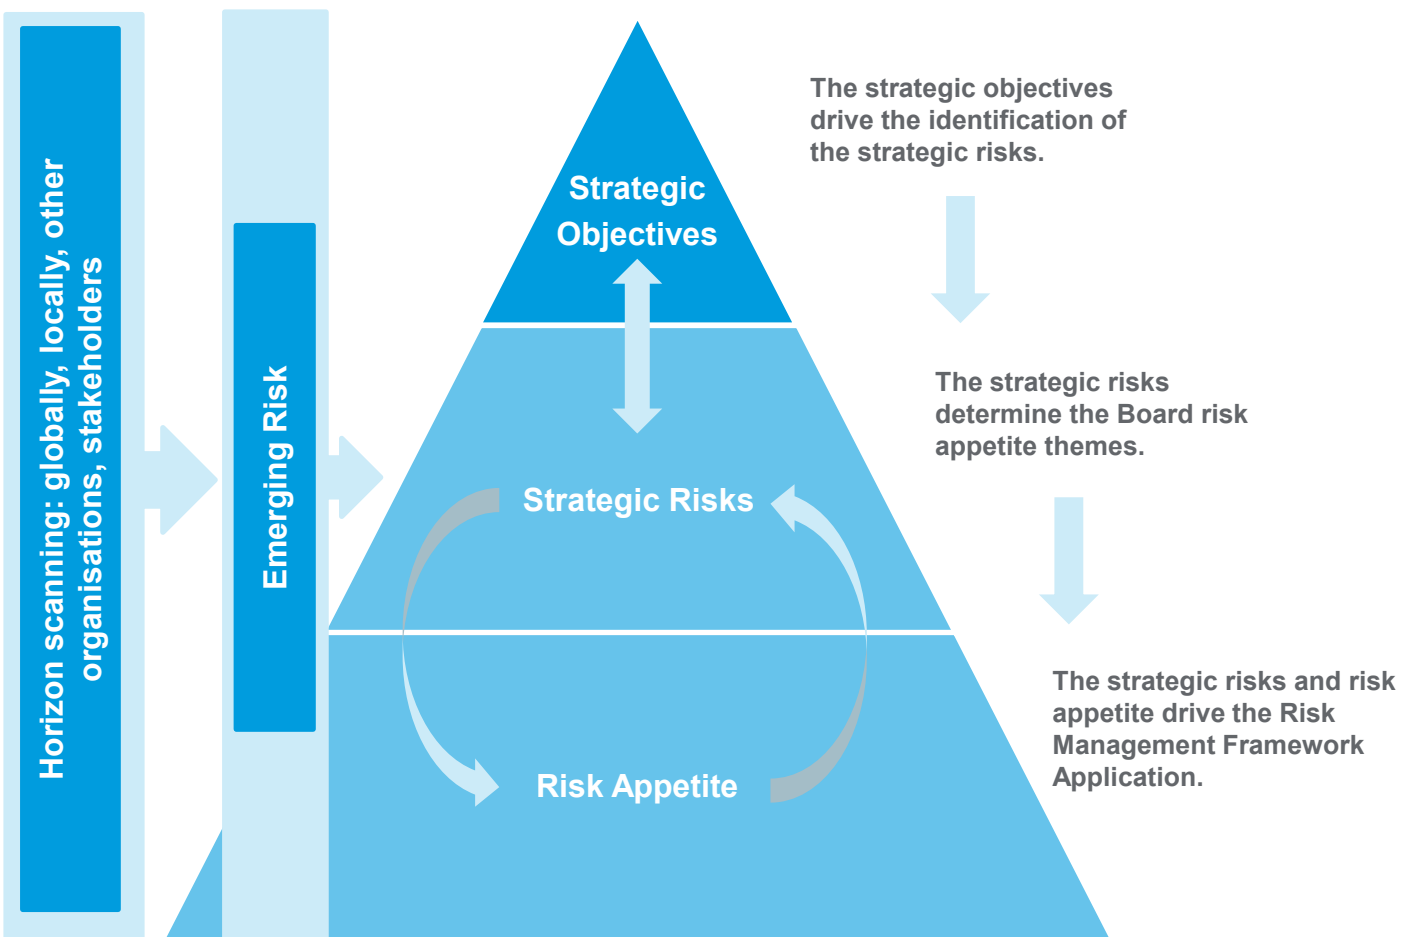 Horizon scanning: globally, locally, other
organisations, stakeholders
Emerging Risk
Strategic
Objectives
Strategic Risks
Risk Appetite
The strategic objectives
drive the identification of
the strategic risks.
The strategic risks
determine the Board risk
appetite themes.
The strategic risks and risk
appetite drive the Risk
Management Framework
Application.